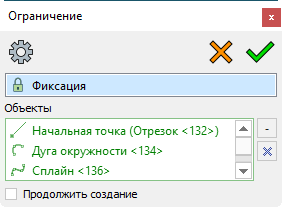 Ограничение
x
Фиксация
Объекты
Начальная точка (Отрезок <132>)
Дуга окружности <134>
Сплайн <136>
Продолжить создание